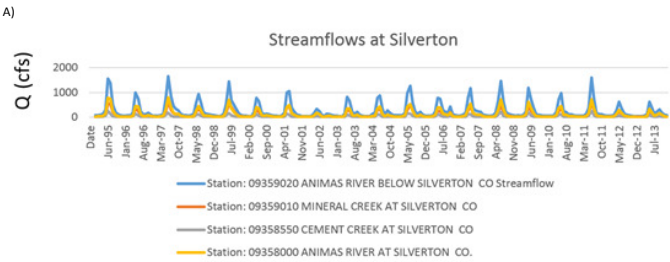 A)
Streamflows at Silverton
Q (cfs)
2000
1000
0
Date
Jun-95
Jan-96
Aug-96
Mar-97
Oct-97
May-98
Dec-98
Jul-99
Feb-00
Sep-00
Apr-01
Nov-01
Jun-02
Jan-03
Aug-03
Mar-04
Oct-04
May-05
Dec-05
Jul-06
Feb-07
Sep-07
Apr-08
Nov-08
Jun-09
Jan-10
Aug-10
Mar-11
Oct-11
May-12
Dec-12
Jul-13
Station: 09359020 ANIMAS RIVER BELOW SILVERTON CO Streamflow
Station: 09359010 MINERAL CREEK AT SILVERTON CO
Station: 09358550 CEMENT CREEK AT SILVERTON CO
Station: 09358000 ANIMAS RIVER AT SILVERTON CO.